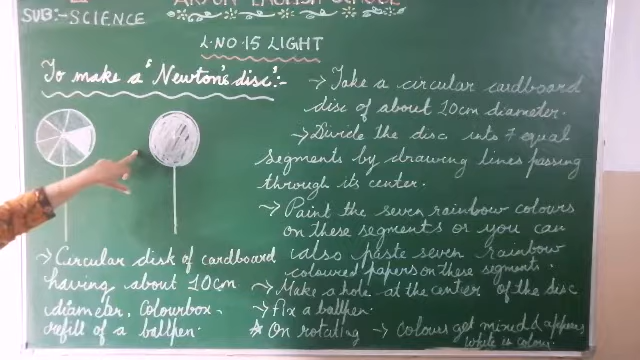 ENGLISH SCHOOL
SUB:- SCIENCE
L.NO.15 LIGHT
To make a "Newton's disc":-
→ Circular disk of cardboard
having about 10cm
diameter, Colourbox,
refill of a ballpen.
→ Take a circular cardboard
disc of about 10cm diameter.
→ Divide the disc into 7 equal
segments by drawing lines passing
through its center.
→ Paint the seven rainbow colours
on these segments or you can
also paste seven rainbow
coloured papers on these segments.
→ Make a hole at the center of the disc
→ fix a ballpen.
* On rotating → Colours get mixed & appears
white in colour.